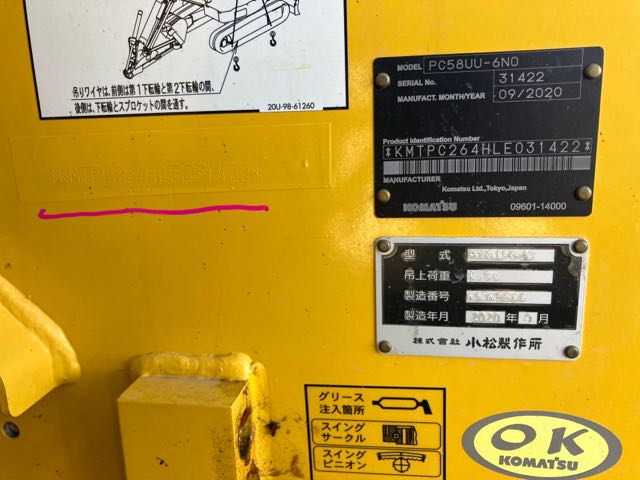 吊りワイヤは、前側は第1下転輪と第2下転輪の間、
後側は、下転輪とスプロケットの間を通す。
20U-98-61260
*KMTPC264HLE031422*
MODEL PC58UU-6N0
SERIAL No. 31422
MANUFACT. MONTH/YEAR 09/2020
Product Identification Number
*KMTPC264HLE031422*
MANUFACTURER
Komatsu Ltd.,Tokyo,Japan
KOMATSU 09601-14000
型式
吊上荷重
製造番号
製造年月 2020年9月
株式会社 小松製作所
グリース
注入箇所
スイング
サークル
スイング
ピニオン
OK
KOMATSU